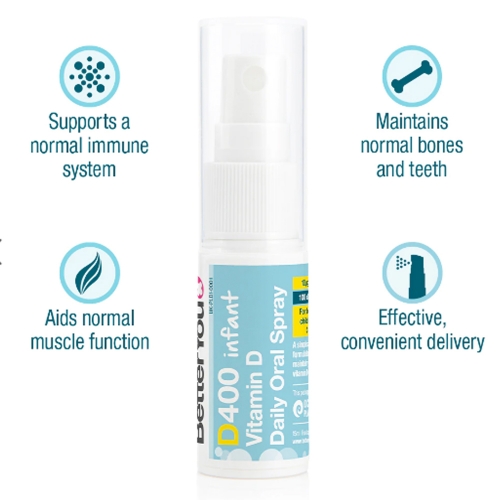 Supports a
normal immune
system
Maintains
normal bones
and teeth
Aids normal
muscle function
Effective,
convenient delivery
BetterYou
D400 infant
Vitamin D
Daily Oral Spray